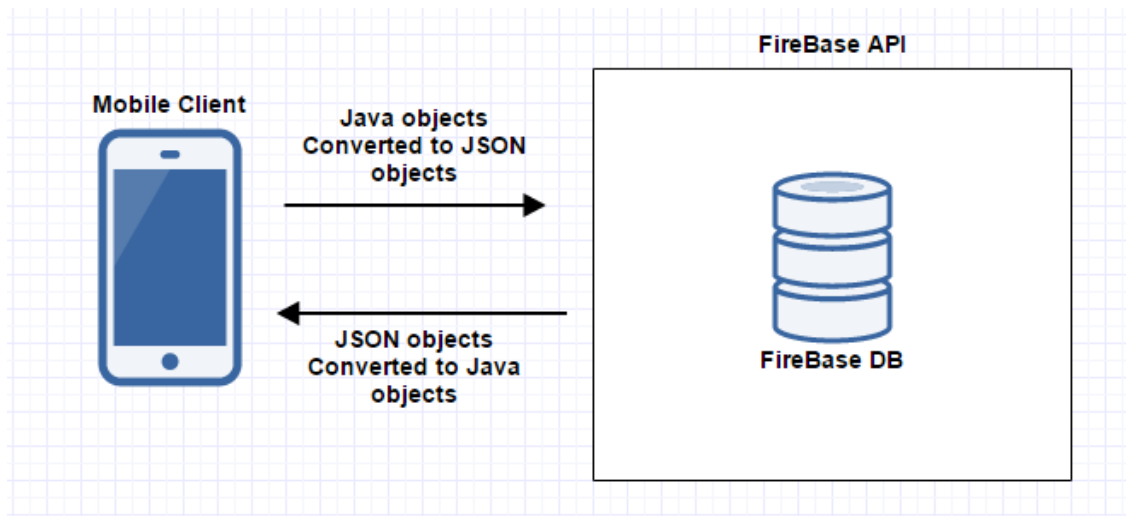 FireBase API
Mobile Client
Java objects
Converted to JSON
objects
JSON objects
Converted to Java
objects
FireBase DB